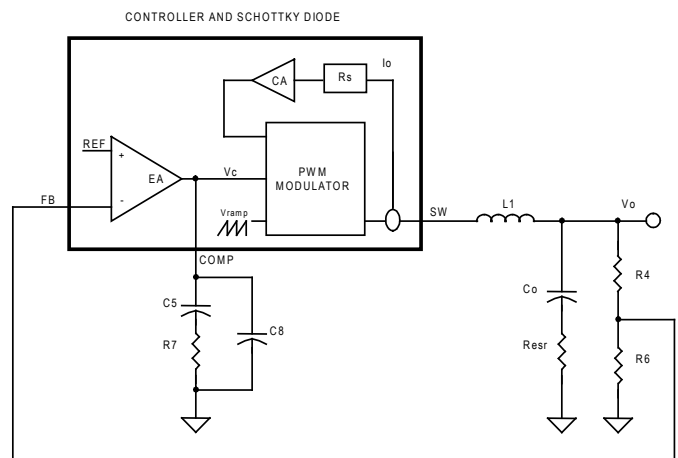 CONTROLLER AND SCHOTTKY DIODE
Io
CA
Rs
REF
+
EA
Vc
PWM
MODULATOR
FB
-
Vramp
SW
L1
Vo
COMP
C5
R7
C8
Co
Resr
R4
R6